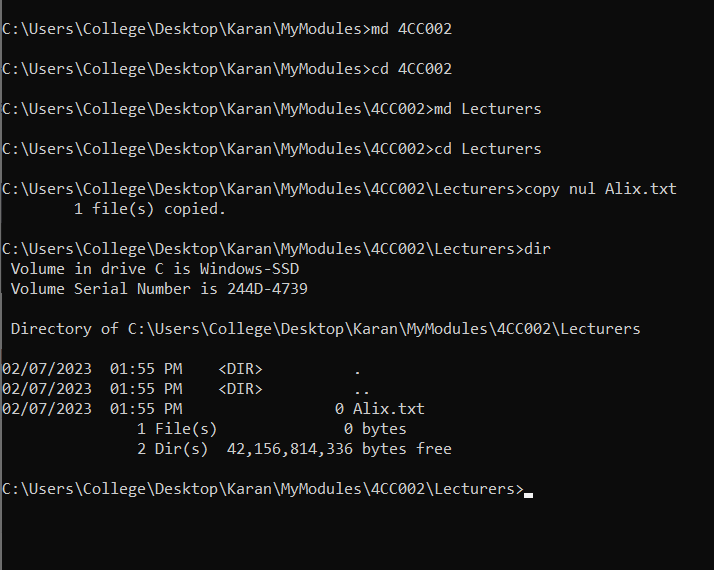 C:\Users\College\Desktop\Karan\MyModules>md 4CC002
C:\Users\College\Desktop\Karan\MyModules>cd 4CC002
C:\Users\College\Desktop\Karan\MyModules\4CC002>md Lecturers
C:\Users\College\Desktop\Karan\MyModules\4CC002>cd Lecturers
C:\Users\College\Desktop\Karan\MyModules\4CC002\Lecturers>copy nul Alix.txt
        1 file(s) copied.
C:\Users\College\Desktop\Karan\MyModules\4CC002\Lecturers>dir
 Volume in drive C is Windows-SSD
 Volume Serial Number is 244D-4739
 Directory of C:\Users\College\Desktop\Karan\MyModules\4CC002\Lecturers
02/07/2023  01:55 PM    <DIR>          .
02/07/2023  01:55 PM    <DIR>          ..
02/07/2023  01:55 PM                 0 Alix.txt
               1 File(s)              0 bytes
               2 Dir(s)  42,156,814,336 bytes free
C:\Users\College\Desktop\Karan\MyModules\4CC002\Lecturers>